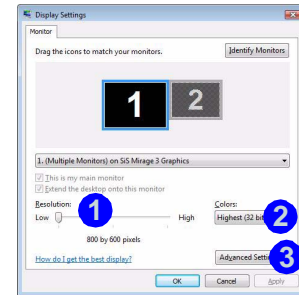 Display Settings
Monitor
Drag the icons to match your monitors.
Identify Monitors
1
2
1. (Multiple Monitors) on SiS Mirage 3 Graphics
This is my main monitor
Extend the desktop onto this monitor
Resolution:
Colors:
1
Low
High
Highest (32 bit
2
800 by 600 pixels
3
How do I get the best display?
Advanced
OK
Cancel
Apply